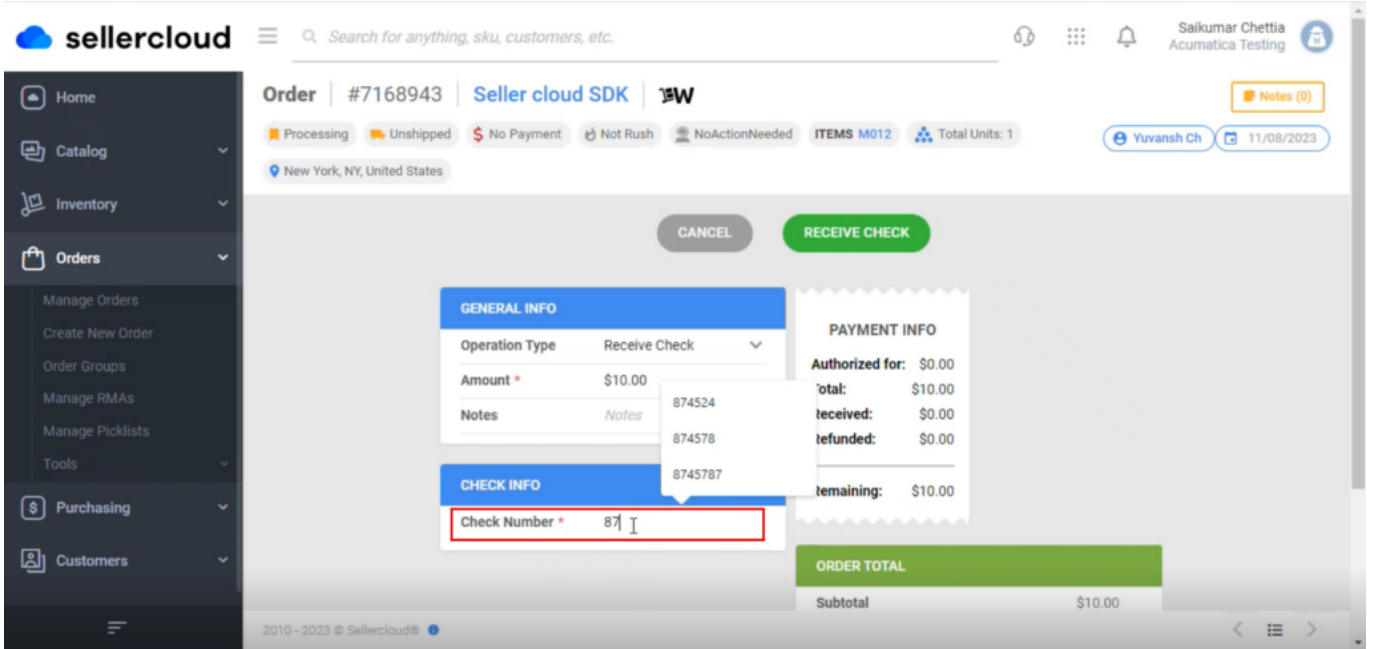 sellercloud
Search for anything, sku, customers, etc.
Saikumar Chettia
Acumatica Testing
Home
Catalog
Inventory
Orders
Manage Orders
Create New Order
Order Groups
Manage RMAs
Manage Picklists
Tools
Purchasing
Customers
Order #7168943 Seller cloud SDK
Notes (0)
Processing Unshipped No Payment Not Rush NoActionNeeded ITEMS M012 Total Units: 1
Yuvansh Ch 11/08/2023
New York, NY, United States
CANCEL RECEIVE CHECK
GENERAL INFO
Operation Type Receive Check
Amount * $10.00
Notes Notes
874524
874578
8745787
CHECK INFO
Check Number * 87
PAYMENT INFO
Authorized for: $0.00
otal: $10.00
eceived: $0.00
efunded: $0.00
Remaining: $10.00
ORDER TOTAL
Subtotal $10.00
2010 - 2023 © Sellercloud®